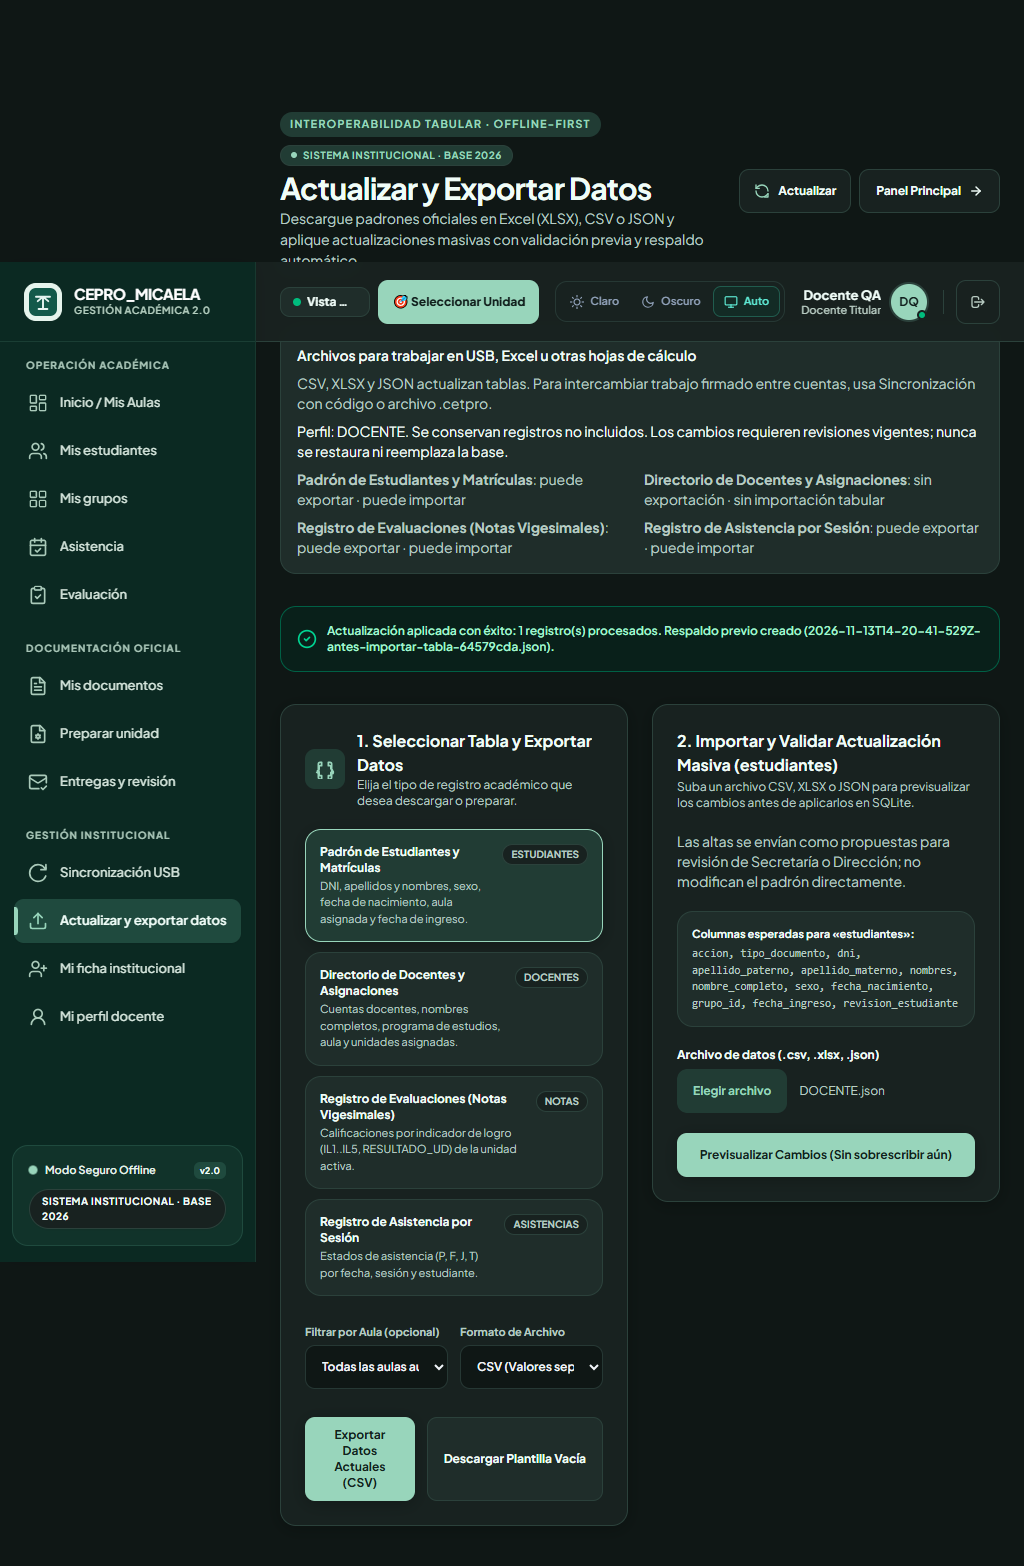 INTEROPERABILIDAD TABULAR · OFFLINE-FIRST
SISTEMA INSTITUCIONAL · BASE 2026
Actualizar y Exportar Datos
Descargue padrones oficiales en Excel (XLSX), CSV o JSON y
aplique actualizaciones masivas con validación previa y respaldo
automático.
Actualizar
Panel Principal
CEPRO_MICAELA
GESTIÓN ACADÉMICA 2.0
Vista ...
Seleccionar Unidad
Claro
Oscuro
Auto
Docente QA
Docente Titular
DQ
OPERACIÓN ACADÉMICA
Inicio / Mis Aulas
Mis estudiantes
Mis grupos
Asistencia
Evaluación
DOCUMENTACIÓN OFICIAL
Mis documentos
Preparar unidad
Entregas y revisión
GESTIÓN INSTITUCIONAL
Sincronización USB
Actualizar y exportar datos
Mi ficha institucional
Mi perfil docente
Modo Seguro Offline
v2.0
SISTEMA INSTITUCIONAL · BASE
2026
Archivos para trabajar en USB, Excel u otras hojas de cálculo
CSV, XLSX y JSON actualizan tablas. Para intercambiar trabajo firmado entre cuentas, usa Sincronización
con código o archivo .cetpro.
Perfil: DOCENTE. Se conservan registros no incluidos. Los cambios requieren revisiones vigentes; nunca
se restaura ni reemplaza la base.
Padrón de Estudiantes y Matrículas: puede
exportar · puede importar
Directorio de Docentes y Asignaciones: sin
exportación · sin importación tabular
Registro de Evaluaciones (Notas Vigesimales):
puede exportar · puede importar
Registro de Asistencia por Sesión: puede exportar
· puede importar
Actualización aplicada con éxito: 1 registro(s) procesados. Respaldo previo creado (2026-11-13T14-20-41-529Z-
antes-importar-tabla-64579cda.json).
1. Seleccionar Tabla y Exportar
Datos
Elija el tipo de registro académico que
desea descargar o preparar.
Padrón de Estudiantes y
Matrículas
ESTUDIANTES
DNI, apellidos y nombres, sexo,
fecha de nacimiento, aula
asignada y fecha de ingreso.
Directorio de Docentes y
Asignaciones
DOCENTES
Cuentas docentes, nombres
completos, programa de estudios,
aula y unidades asignadas.
Registro de Evaluaciones (Notas
Vigesimales)
NOTAS
Calificaciones por indicador de logro
(IL1..IL5, RESULTADO_UD) de la unidad
activa.
Registro de Asistencia por
Sesión
ASISTENCIAS
Estados de asistencia (P, F, J, T)
por fecha, sesión y estudiante.
Filtrar por Aula (opcional)
Formato de Archivo
Todas las aulas au
CSV (Valores sep
Exportar
Datos
Actuales
(CSV)
Descargar Plantilla Vacía
2. Importar y Validar Actualización
Masiva (estudiantes)
Suba un archivo CSV, XLSX o JSON para previsualizar
los cambios antes de aplicarlos en SQLite.
Las altas se envían como propuestas para
revisión de Secretaría o Dirección; no
modifican el padrón directamente.
Columnas esperadas para «estudiantes»:
accion, tipo_documento, dni,
apellido_paterno, apellido_materno, nombres,
nombre_completo, sexo, fecha_nacimiento,
grupo_id, fecha_ingreso, revision_estudiante
Archivo de datos (.csv, .xlsx, .json)
Elegir archivo
DOCENTE.json
Previsualizar Cambios (Sin sobrescribir aún)